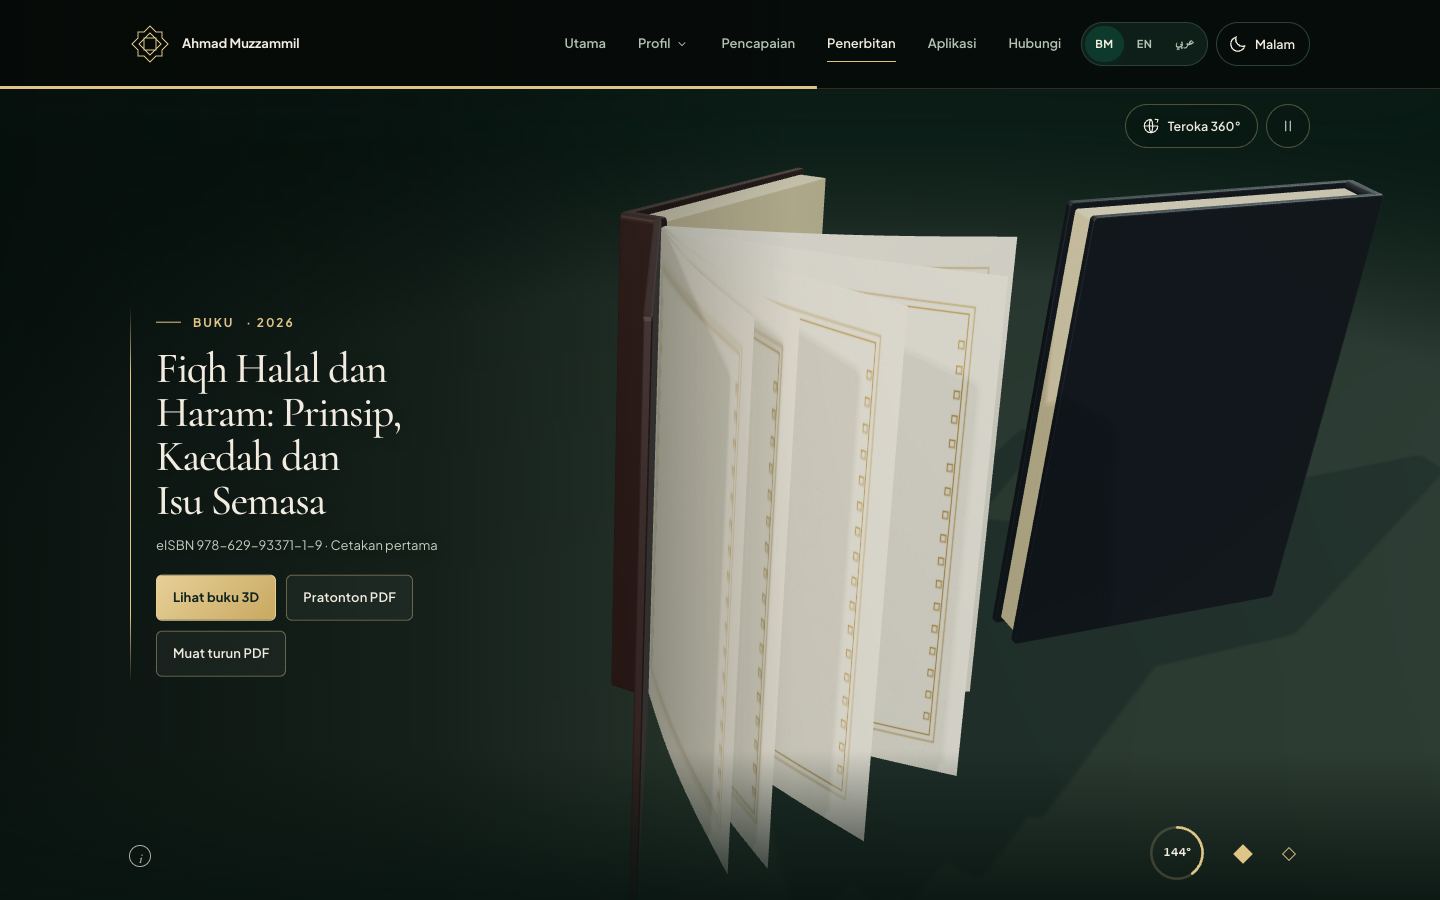 Ahmad Muzzammil
Utama
Profil
Pencapaian
Penerbitan
Aplikasi
Hubungi
BM
EN
عربي
Malam
Teroka 360°
BUKU · 2026
Fiqh Halal dan
Haram: Prinsip,
Kaedah dan
Isu Semasa
eISBN 978–629–93371–1–9 · Cetakan pertama
Lihat buku 3D
Pratonton PDF
Muat turun PDF
i
144°